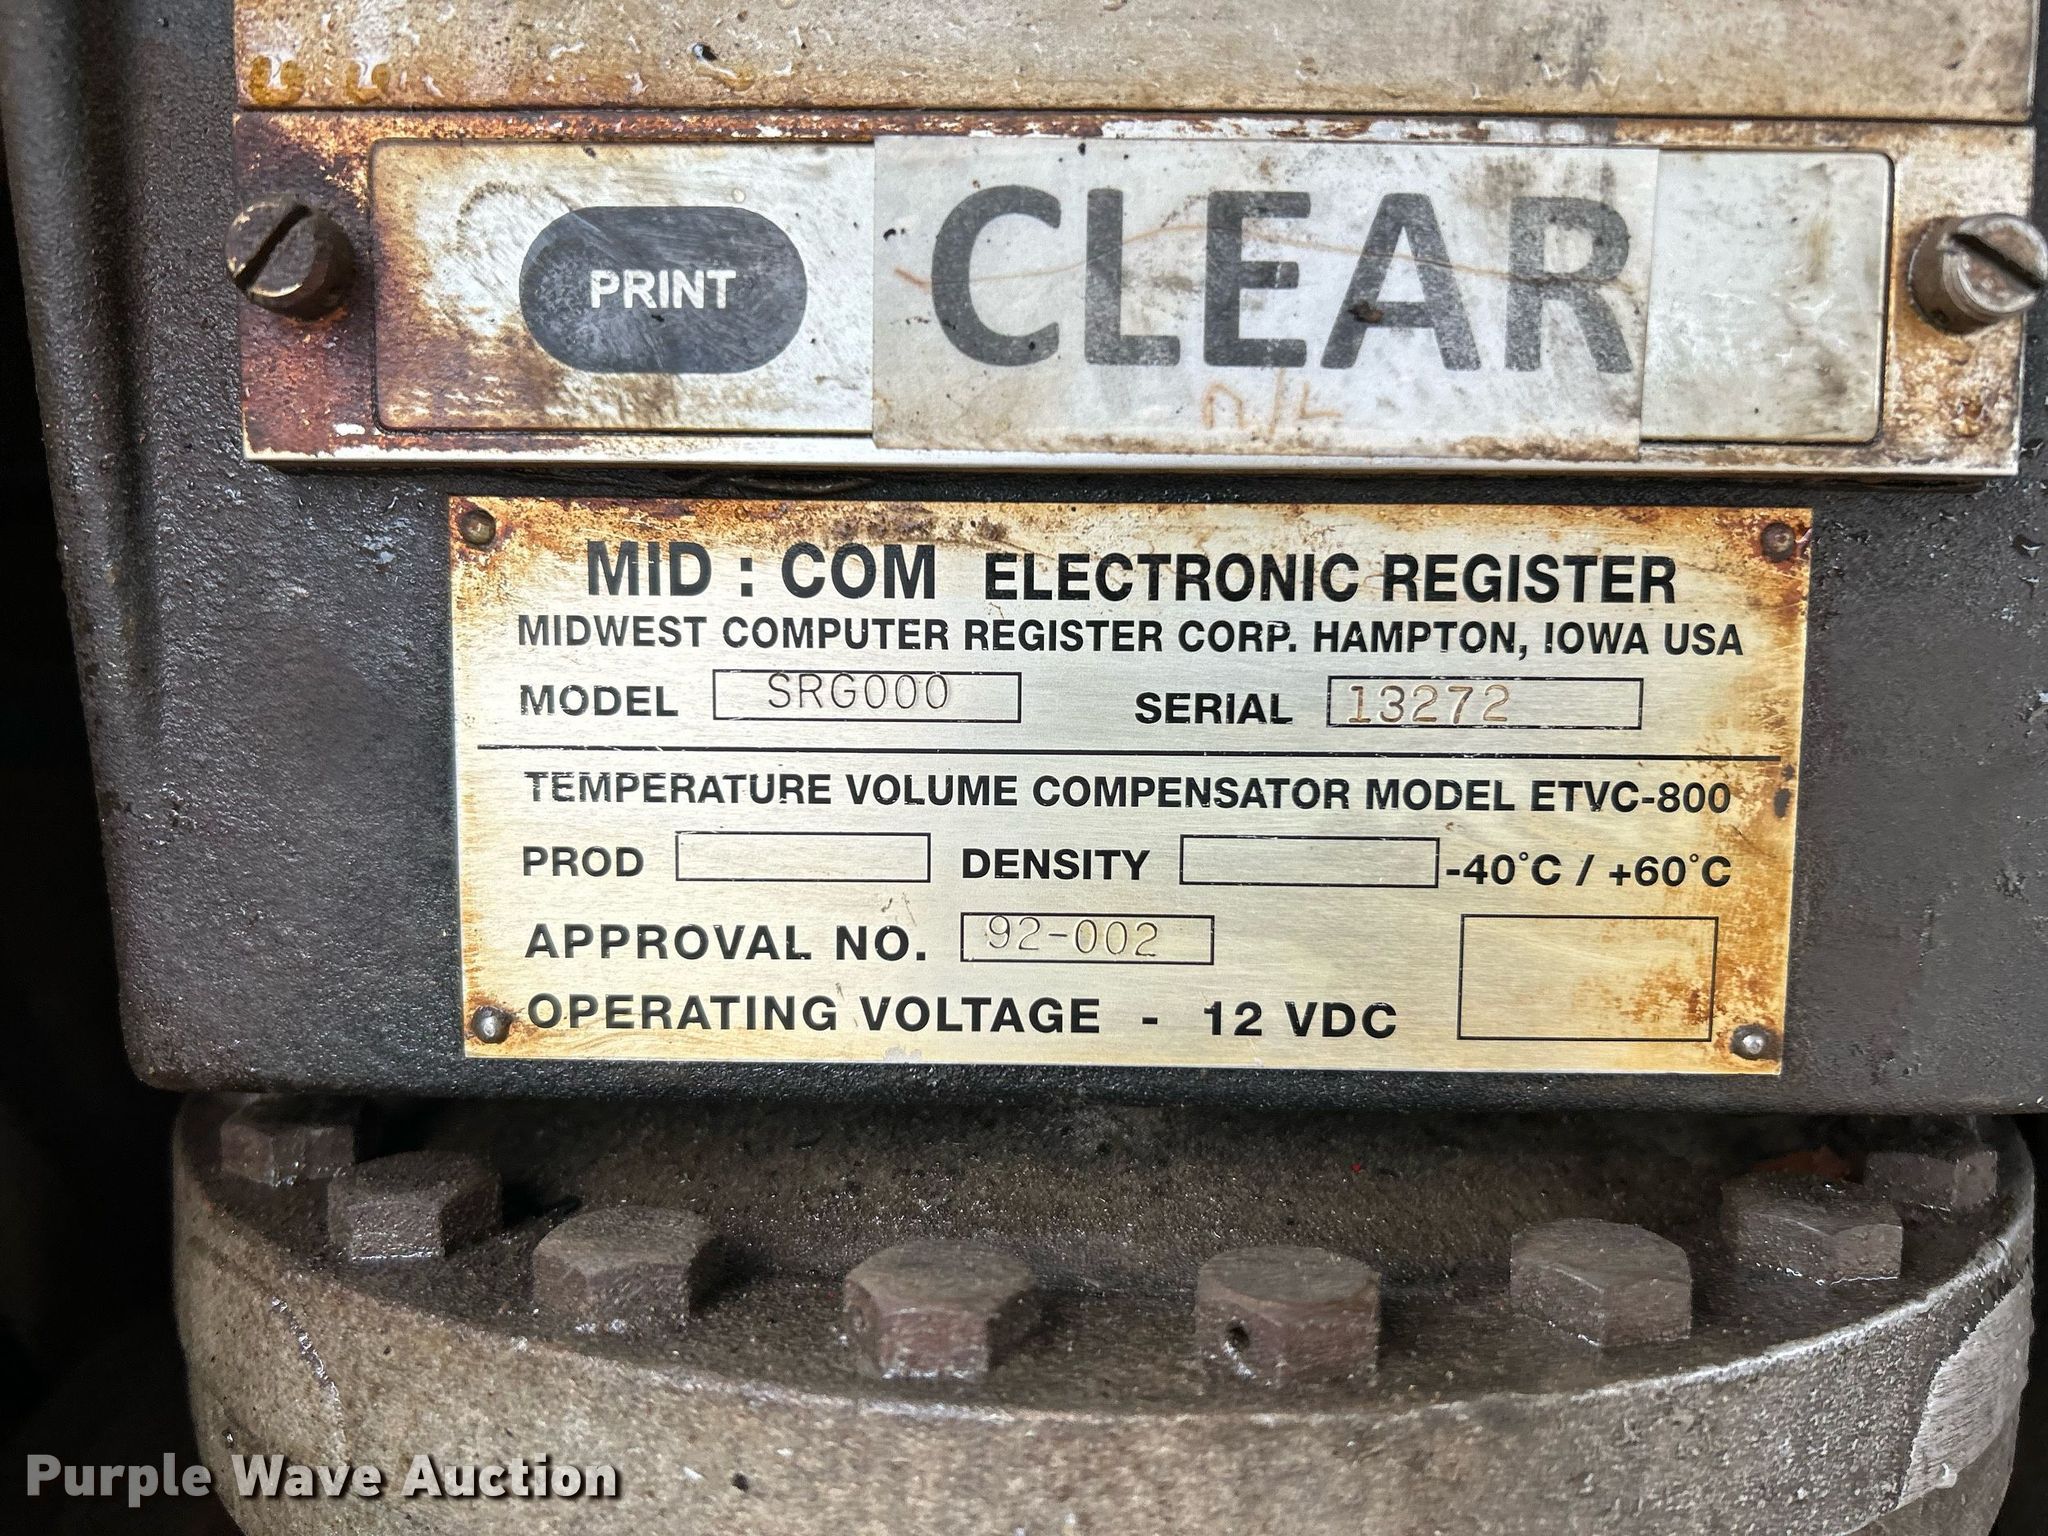 PRINT
CLEAR
n/L
MID : COM ELECTRONIC REGISTER
MIDWEST COMPUTER REGISTER CORP. HAMPTON, IOWA USA
MODEL SRG000 SERIAL 13272
TEMPERATURE VOLUME COMPENSATOR MODEL ETVC-800
PROD DENSITY -40°C / +60°C
APPROVAL NO. 92-002
OPERATING VOLTAGE - 12 VDC
Purple Wave Auction